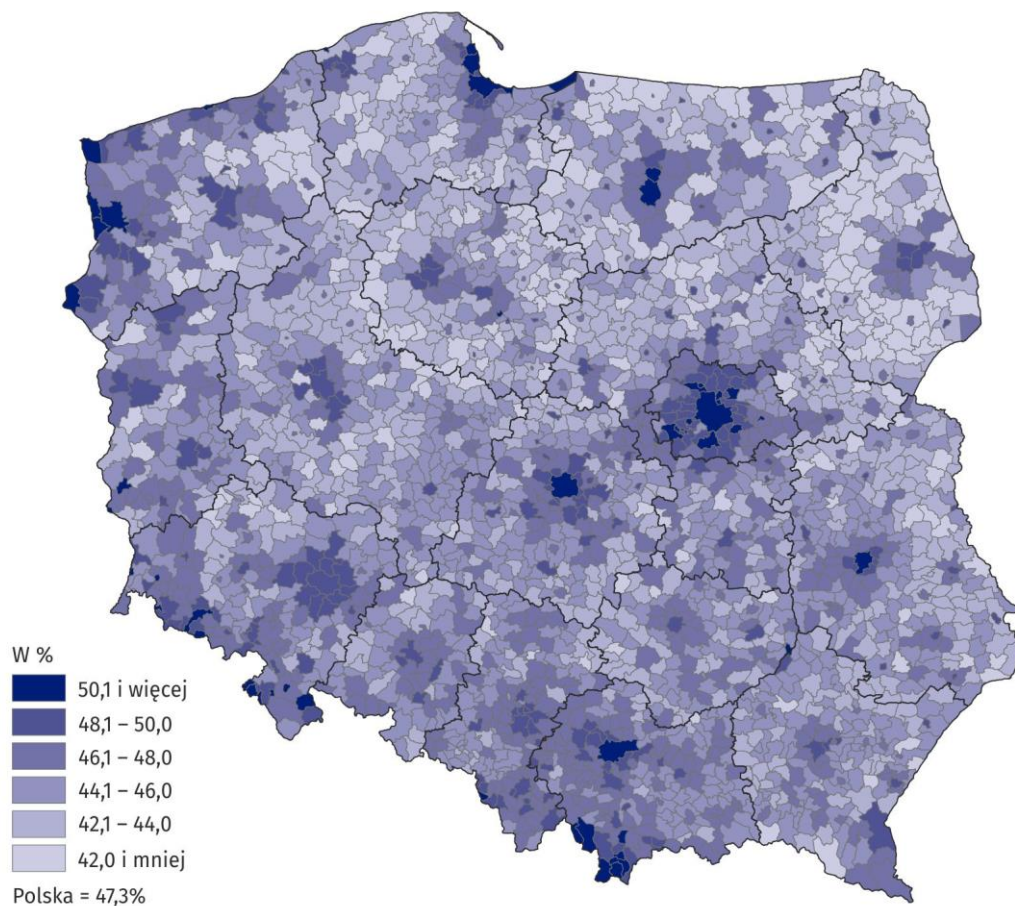 W %
50,1 i więcej
48,1 – 50,0
46,1 – 48,0
44,1 – 46,0
42,1 – 44,0
42,0 i mniej
Polska = 47,3%